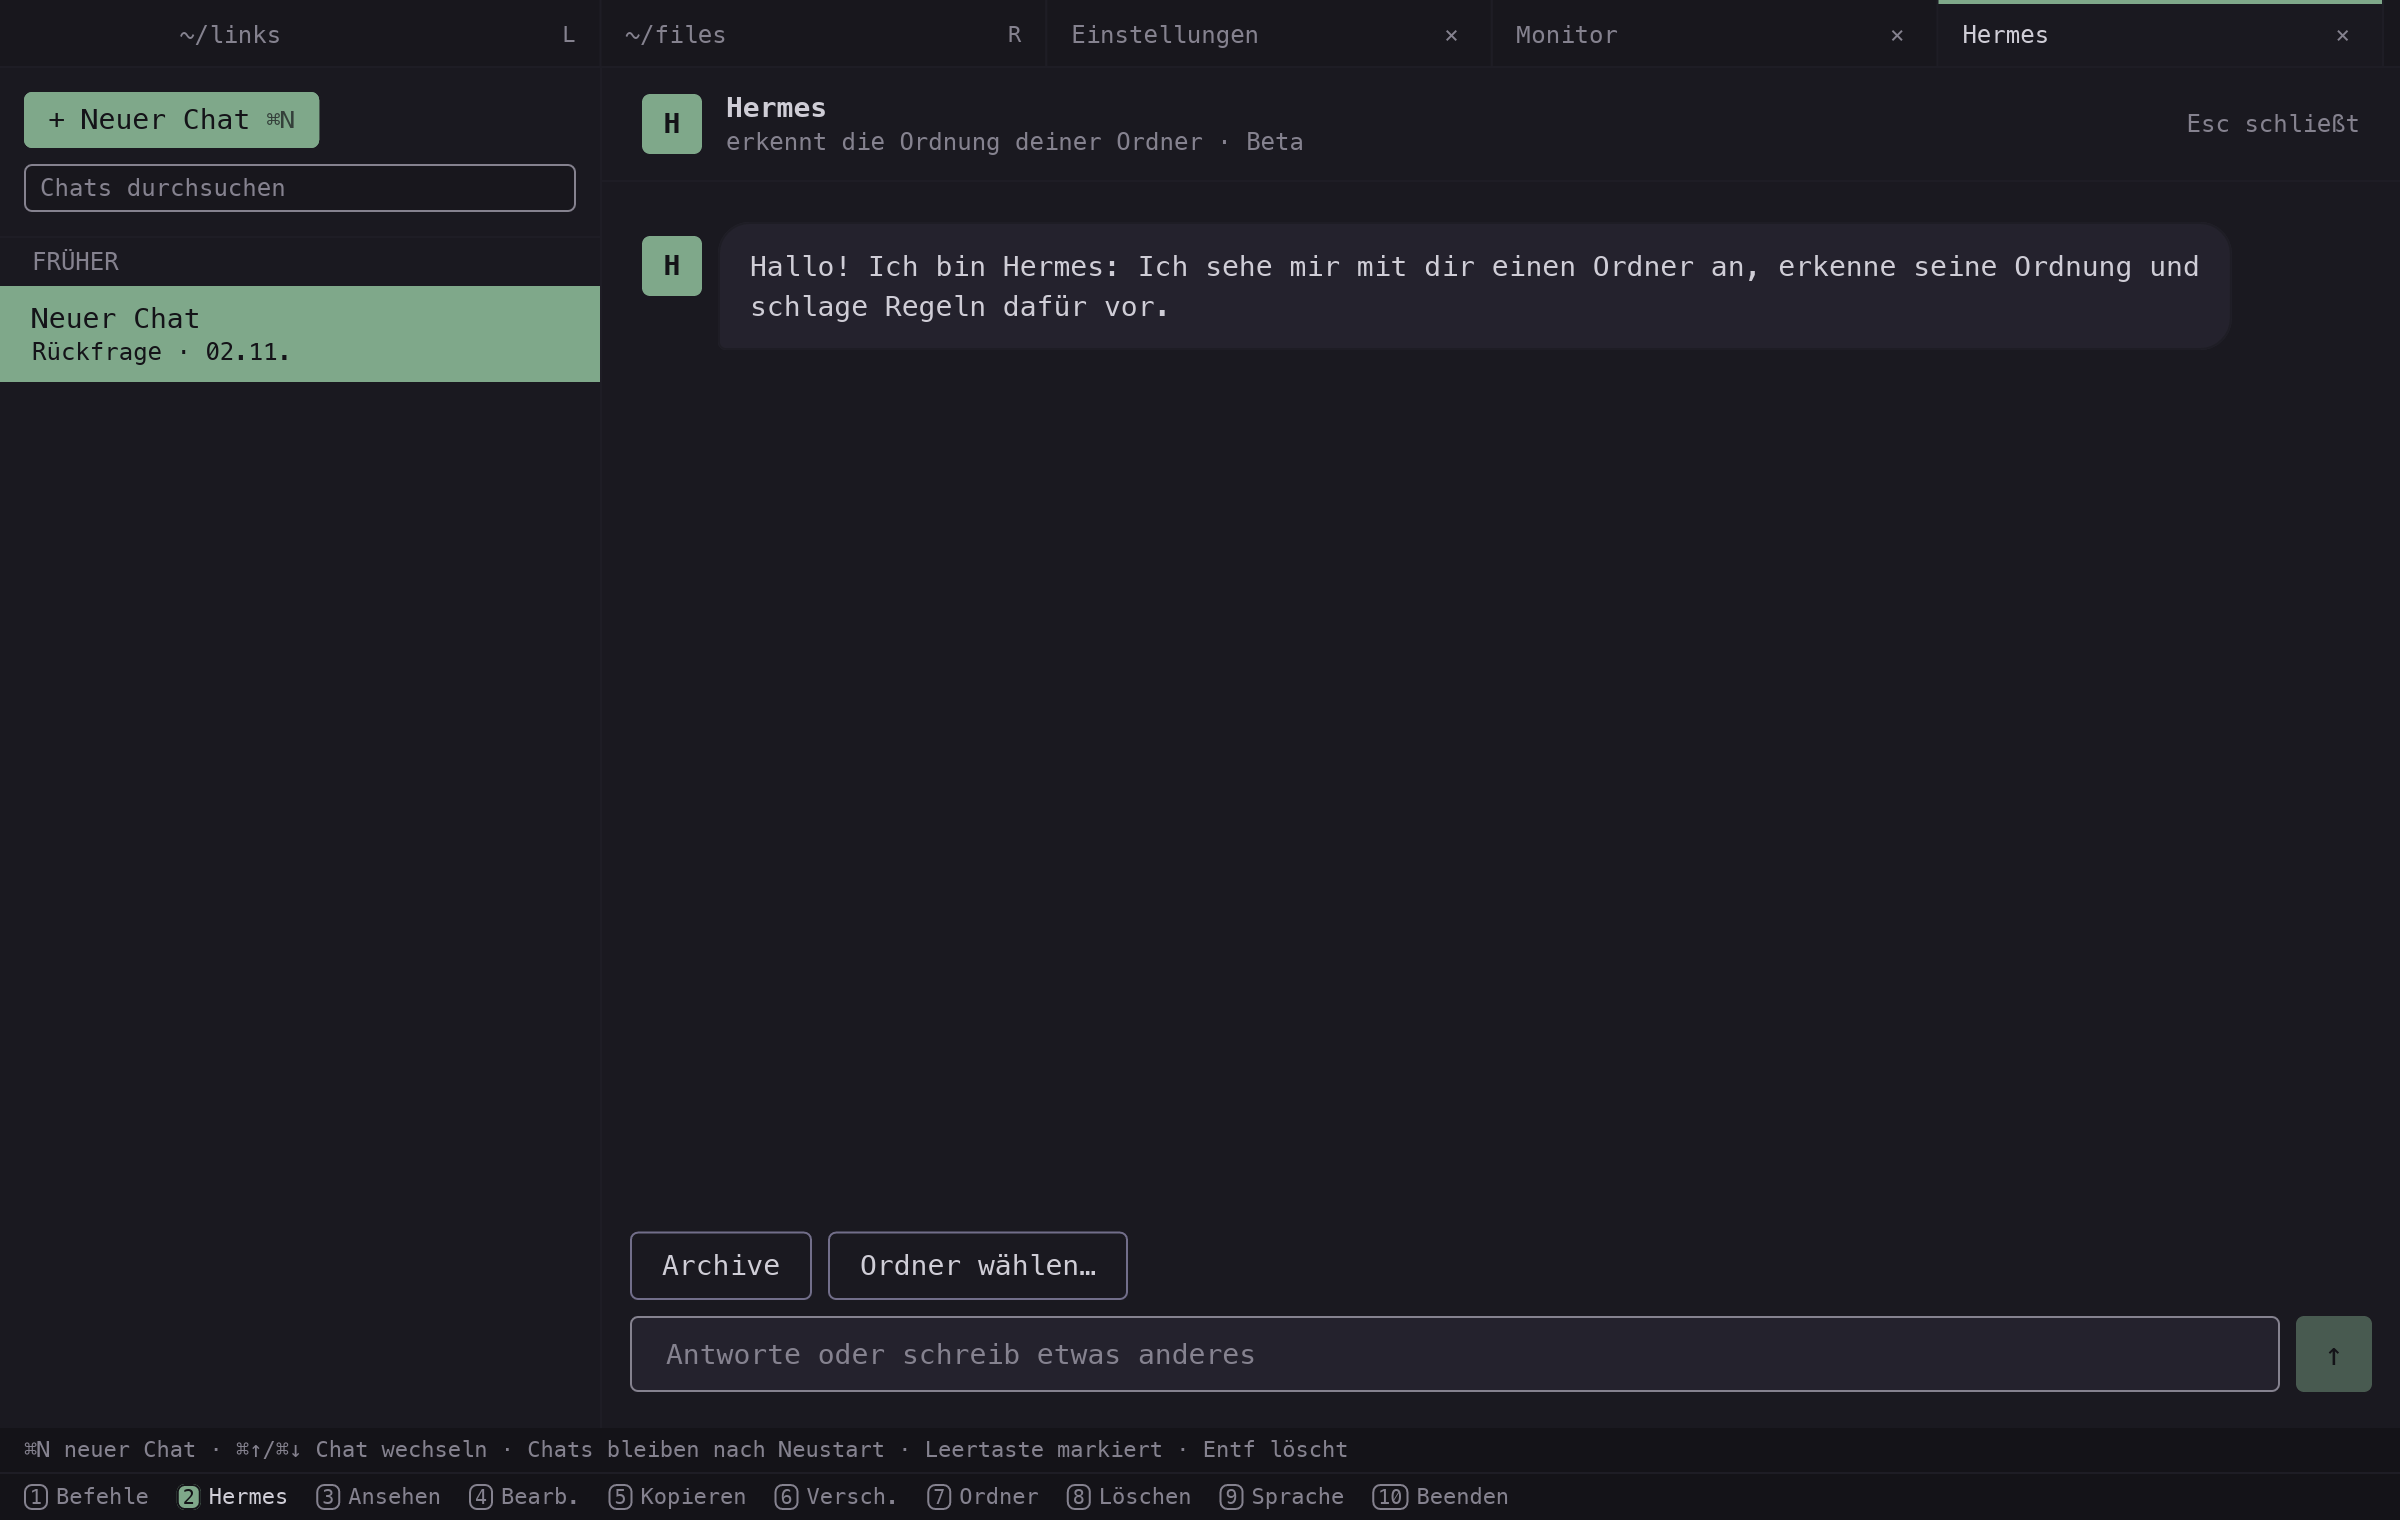 ~/links L ~/files R Einstellungen × Monitor × Hermes ×
+ Neuer Chat ⌘N
Chats durchsuchen
FRÜHER
Neuer Chat
Rückfrage · 02.11.
H Hermes
erkennt die Ordnung deiner Ordner · Beta
Esc schließt
H Hallo! Ich bin Hermes: Ich sehe mir mit dir einen Ordner an, erkenne seine Ordnung und
schlage Regeln dafür vor.
Archive Ordner wählen…
Antworte oder schreib etwas anderes ↑
⌘N neuer Chat · ⌘↑/⌘↓ Chat wechseln · Chats bleiben nach Neustart · Leertaste markiert · Entf löscht
1 Befehle 2 Hermes 3 Ansehen 4 Bearb. 5 Kopieren 6 Versch. 7 Ordner 8 Löschen 9 Sprache 10 Beenden